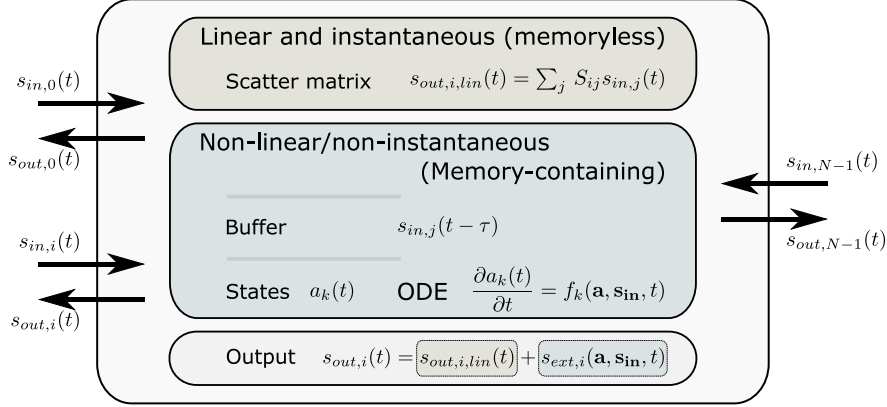 Linear and instantaneous (memoryless)
Scatter matrix s_{out,i,lin}(t) = ∑_j S_{ij}s_{in,j}(t)
s_{in,0}(t)
s_{out,0}(t)
Non-linear/non-instantaneous
(Memory-containing)
s_{in,N−1}(t)
s_{out,N−1}(t)
Buffer s_{in,j}(t − τ)
s_{in,i}(t)
s_{out,i}(t)
States a_k(t) ODE ∂a_k(t)/∂t = f_k(𝐚, 𝐬_𝐢𝐧, t)
Output s_{out,i}(t) = s_{out,i,lin}(t) + s_{ext,i}(𝐚, 𝐬_𝐢𝐧, t)